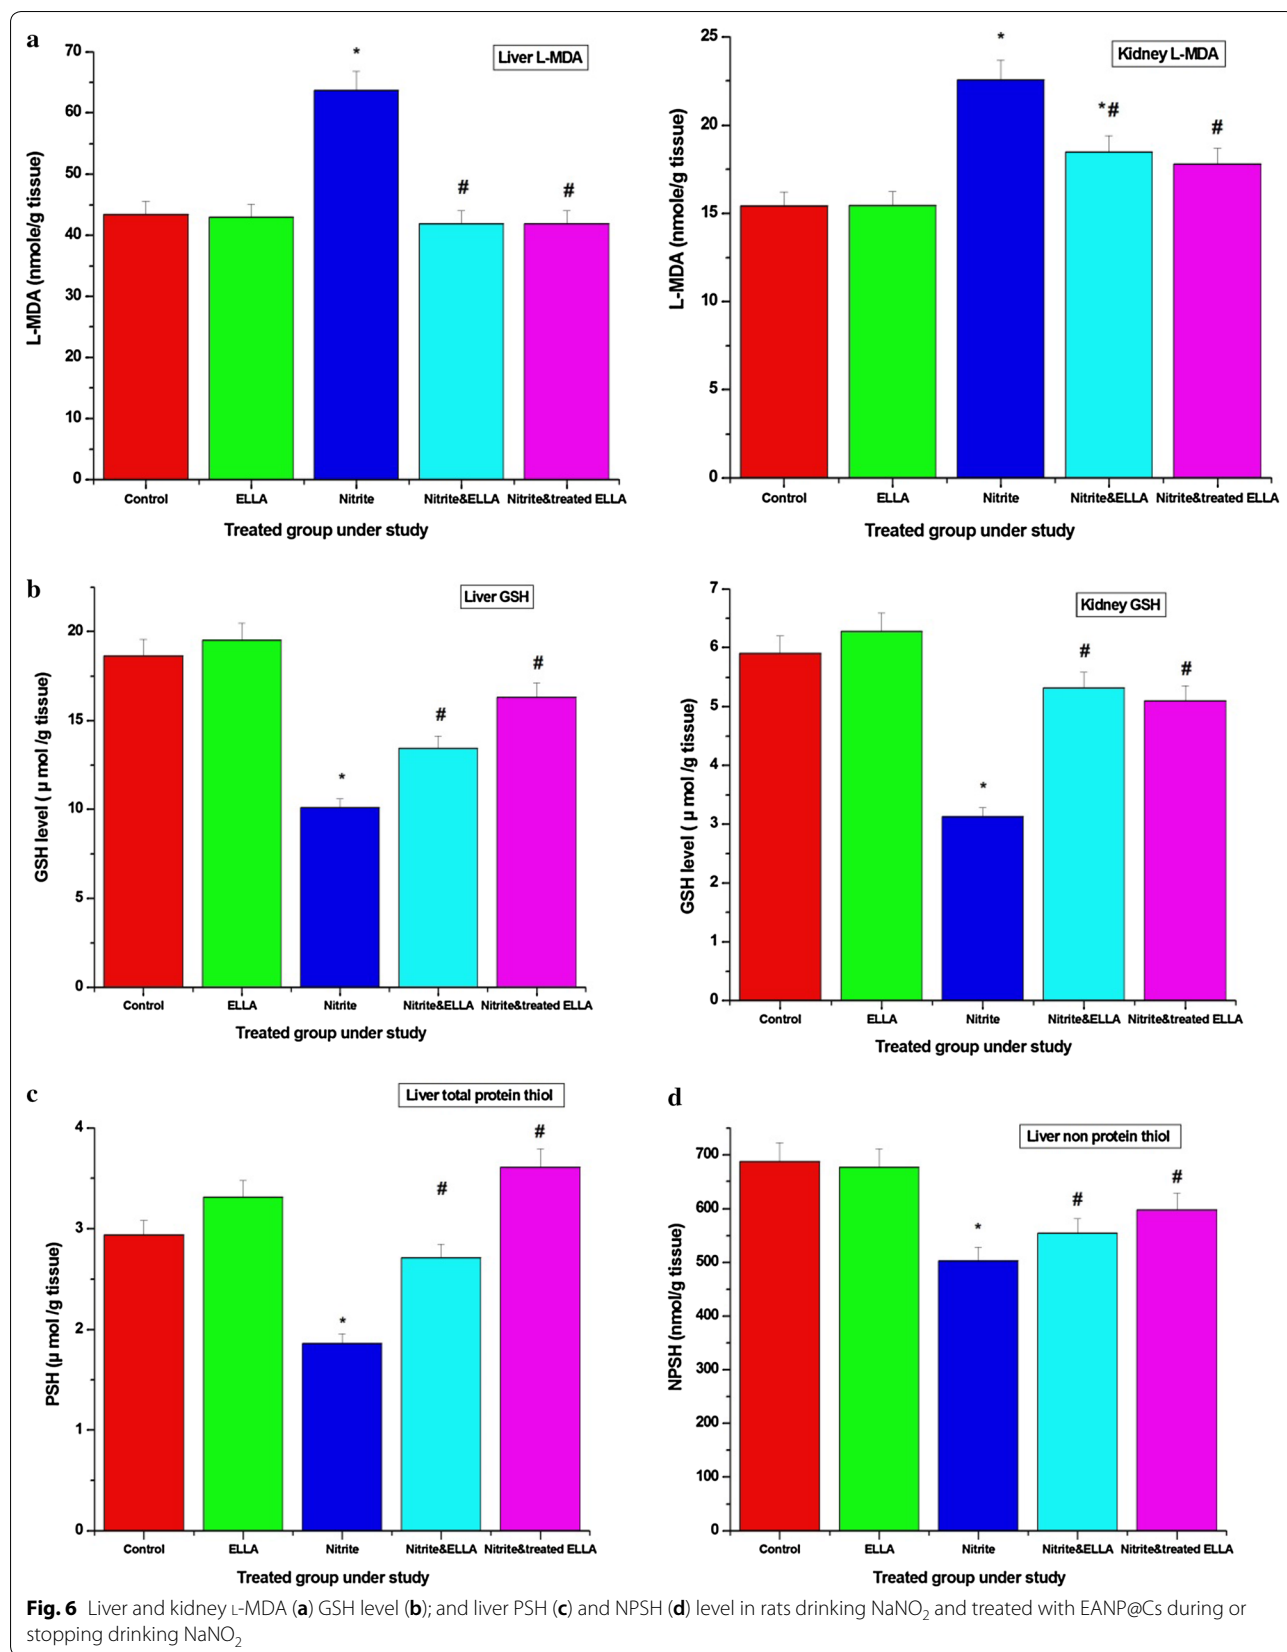 a
Liver L-MDA
L-MDA (nmole/g tissue)
70
60
50
40
30
20
10
0
*
#
#
Control ELLA Nitrite Nitrite&ELLA Nitrite&treated ELLA
Treated group under study
Kidney L-MDA
L-MDA (nmole/g tissue)
25
20
15
10
5
0
*
*#
#
Control ELLA Nitrite Nitrite&ELLA Nitrite&treated ELLA
Treated group under study
b
Liver GSH
GSH level ( µ mol /g tissue)
20
15
10
5
0
*
#
#
Control ELLA Nitrite Nitrite&ELLA Nitrite&treated ELLA
Treated group under study
Kidney GSH
GSH level ( µ mol /g tissue)
7
6
5
4
3
2
1
0
*
#
#
Control ELLA Nitrite Nitrite&ELLA Nitrite&treated ELLA
Treated group under study
c
Liver total protein thiol
PSH (µ mol /g tissue)
4
3
2
1
0
*
#
#
Control ELLA Nitrite Nitrite&ELLA Nitrite&treated ELLA
Treated group under study
d
Liver non protein thiol
NPSH (nmol/g tissue)
700
600
500
400
300
200
100
0
*
#
#
Control ELLA Nitrite Nitrite&ELLA Nitrite&treated ELLA
Treated group under study
Fig. 6 Liver and kidney L-MDA (a) GSH level (b); and liver PSH (c) and NPSH (d) level in rats drinking NaNO₂ and treated with EANP@Cs during or
stopping drinking NaNO₂